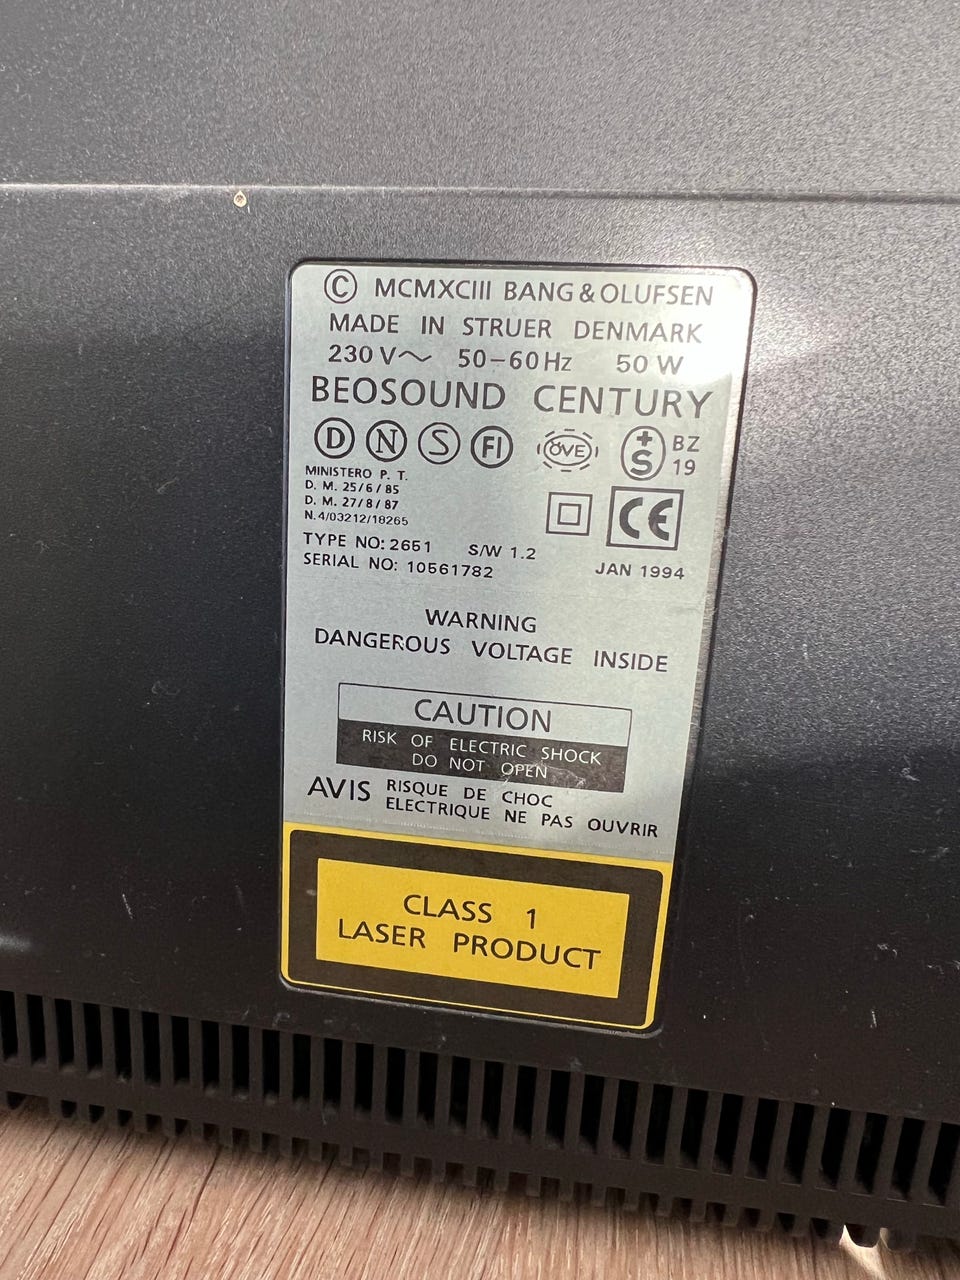 © MCMXCIII BANG & OLUFSEN
MADE IN STRUER DENMARK
230 V~ 50-60 Hz 50 W
BEOSOUND CENTURY
D N S FI ÖVE +S BZ 19
MINISTERO P. T.
D. M. 25/6/85
D. M. 27/8/87
N. 4/03212/18265
CE
TYPE NO: 2651 S/W 1.2
SERIAL NO: 10561782 JAN 1994
WARNING
DANGEROUS VOLTAGE INSIDE
CAUTION
RISK OF ELECTRIC SHOCK
DO NOT OPEN
AVIS RISQUE DE CHOC
ELECTRIQUE NE PAS OUVRIR
CLASS 1
LASER PRODUCT